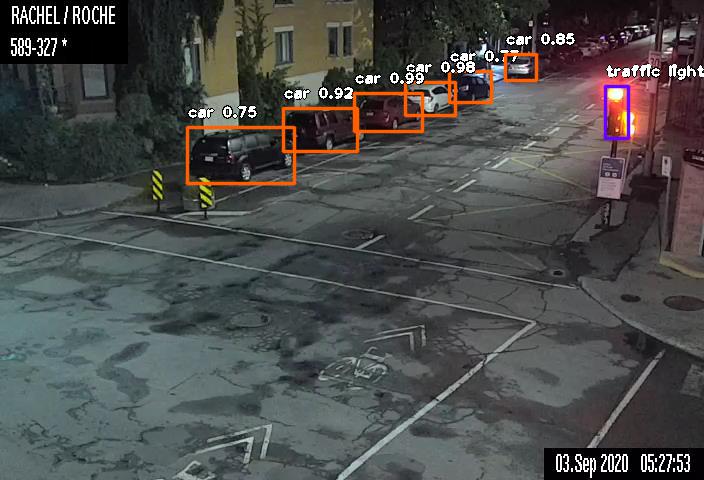 RACHEL / ROCHE
589-327 *
car 0.85
car 0.77
car 0.98
car 0.99
car 0.92
car 0.75
traffic light
03.Sep 2020 05:27:53